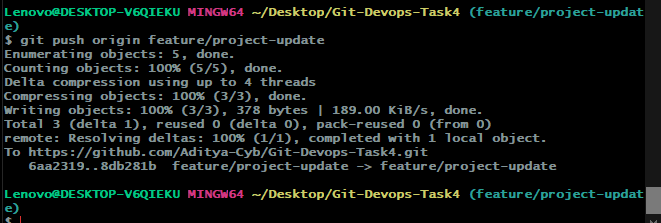 Lenovo@DESKTOP-V6QIEKU MINGW64 ~/Desktop/Git-Devops-Task4 (feature/project-updat
e)
$ git push origin feature/project-update
Enumerating objects: 5, done.
Counting objects: 100% (5/5), done.
Delta compression using up to 4 threads
Compressing objects: 100% (3/3), done.
Writing objects: 100% (3/3), 378 bytes | 189.00 KiB/s, done.
Total 3 (delta 1), reused 0 (delta 0), pack-reused 0 (from 0)
remote: Resolving deltas: 100% (1/1), completed with 1 local object.
To https://github.com/Aditya-Cyb/Git-Devops-Task4.git
   6aa2319..8db281b  feature/project-update -> feature/project-update

Lenovo@DESKTOP-V6QIEKU MINGW64 ~/Desktop/Git-Devops-Task4 (feature/project-updat
e)
$